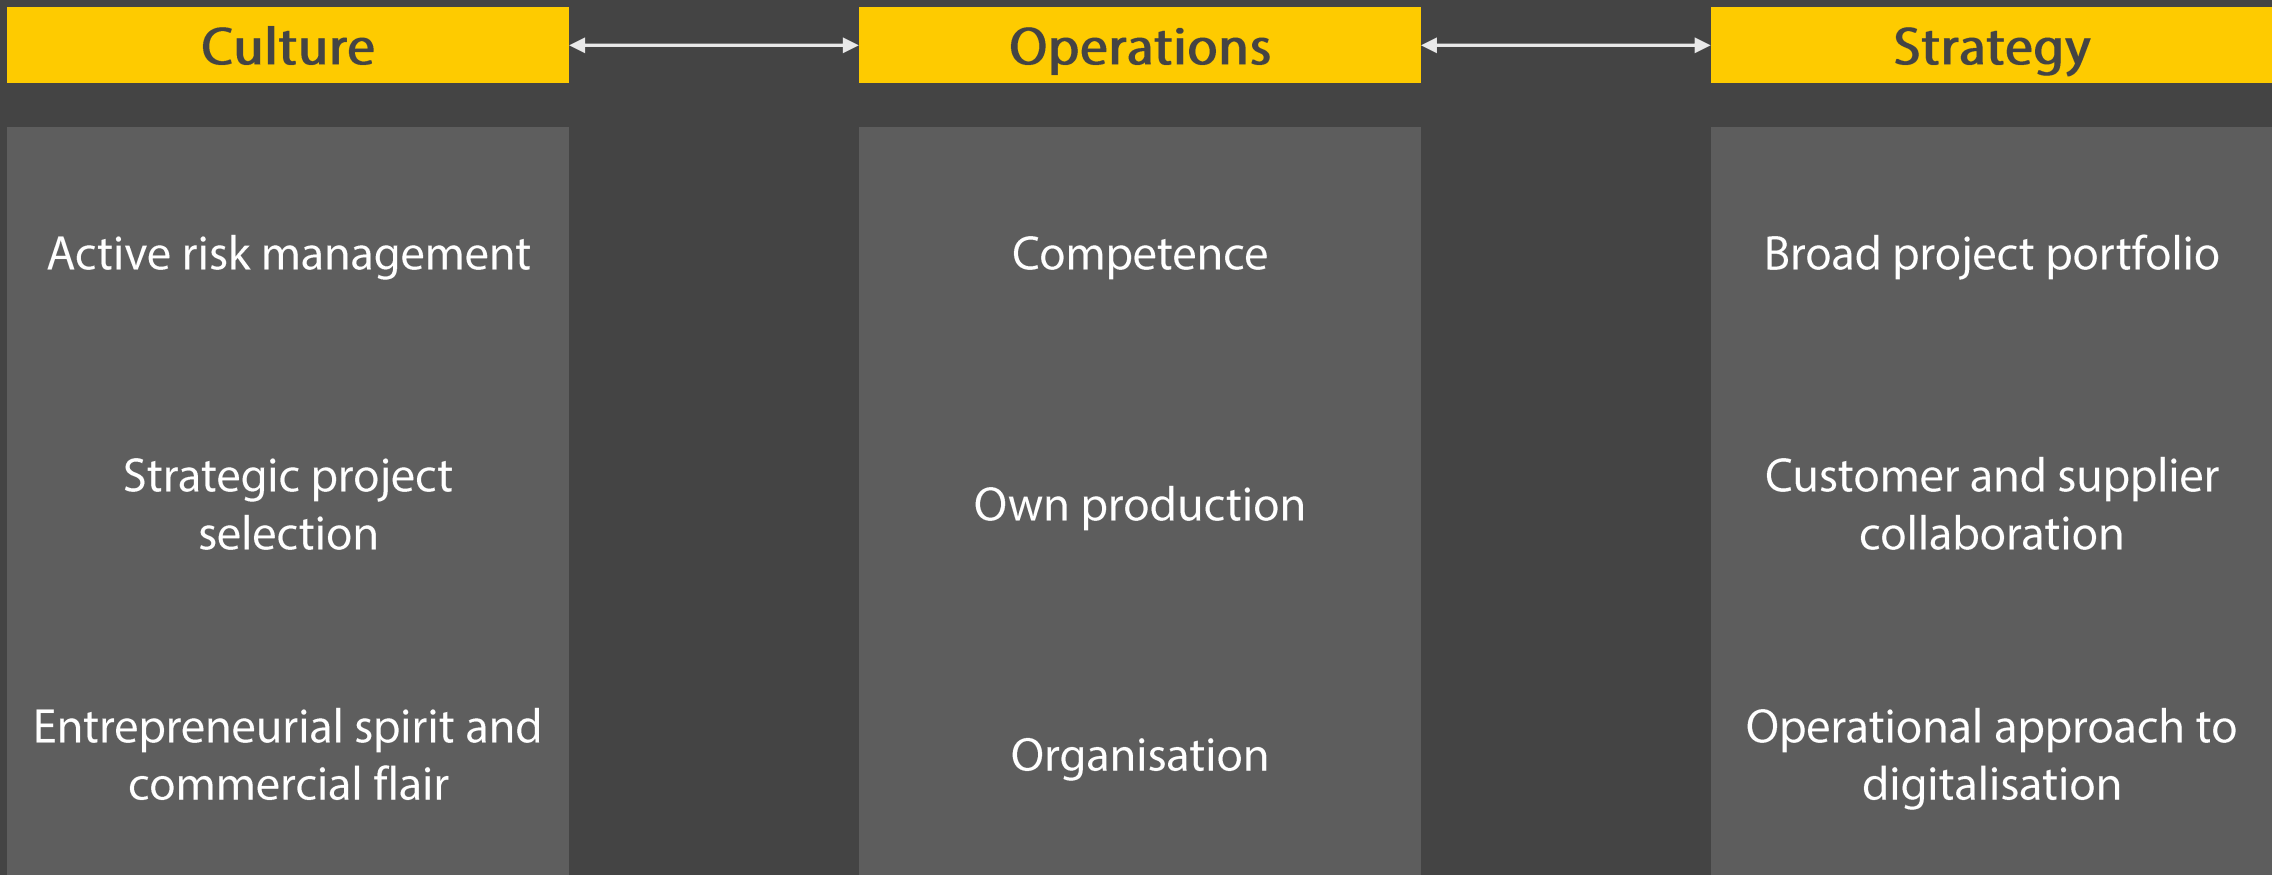 Culture
Operations
Strategy
Active risk management
Strategic project
selection
Entrepreneurial spirit and
commercial flair
Competence
Own production
Organisation
Broad project portfolio
Customer and supplier
collaboration
Operational approach to
digitalisation